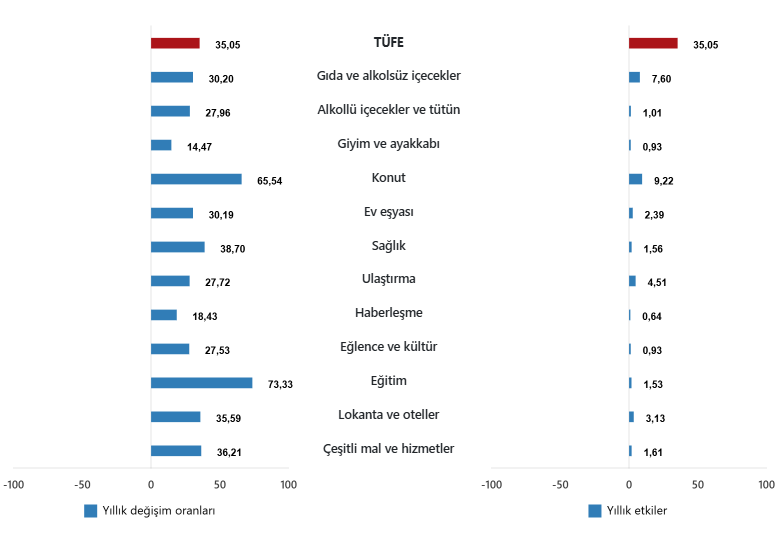 35,05 TÜFE 35,05
30,20 Gıda ve alkolsüz içecekler 7,60
27,96 Alkollü içecekler ve tütün 1,01
14,47 Giyim ve ayakkabı 0,93
65,54 Konut 9,22
30,19 Ev eşyası 2,39
38,70 Sağlık 1,56
27,72 Ulaştırma 4,51
18,43 Haberleşme 0,64
27,53 Eğlence ve kültür 0,93
73,33 Eğitim 1,53
35,59 Lokanta ve oteller 3,13
36,21 Çeşitli mal ve hizmetler 1,61
-100 -50 0 50 100 -100 -50 0 50 100
Yıllık değişim oranları Yıllık etkiler